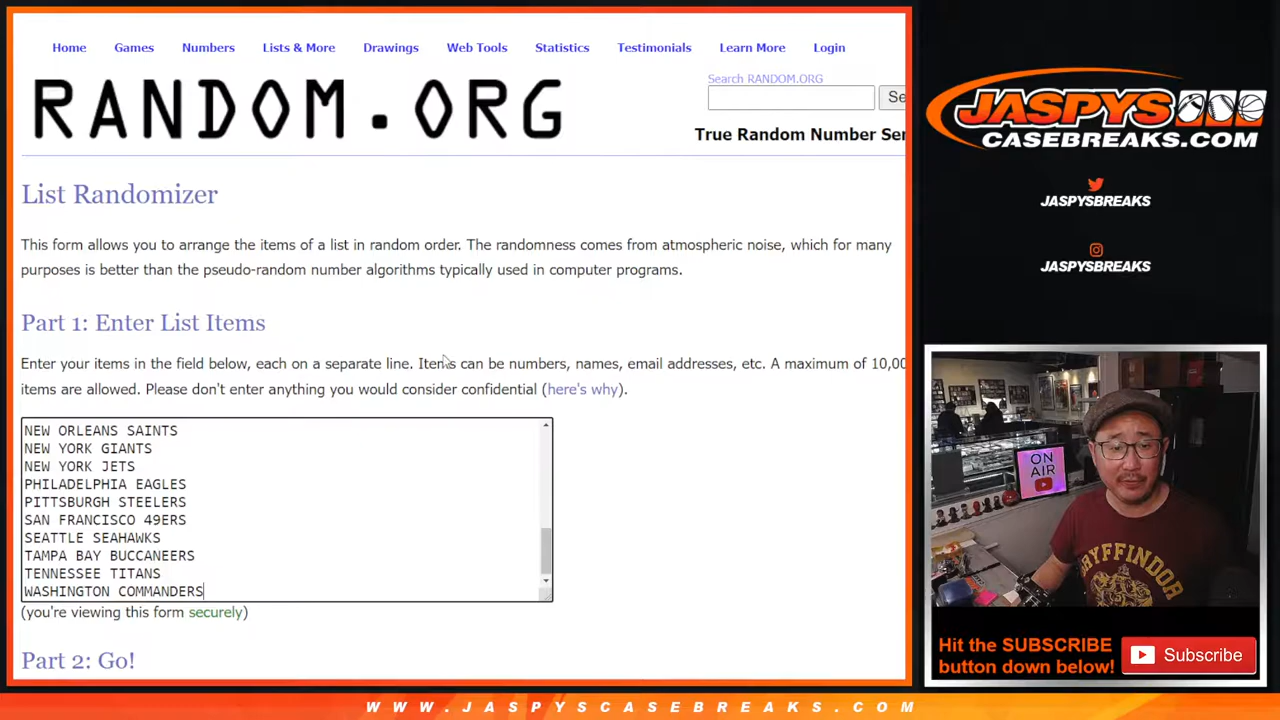 Home Games Numbers Lists & More Drawings Web Tools Statistics Testimonials Learn More Login
Search RANDOM.ORG
RANDOM.ORG
Se
True Random Number Ser
List Randomizer
This form allows you to arrange the items of a list in random order. The randomness comes from atmospheric noise, which for many
purposes is better than the pseudo-random number algorithms typically used in computer programs.
Part 1: Enter List Items
Enter your items in the field below, each on a separate line. Items can be numbers, names, email addresses, etc. A maximum of 10,00
items are allowed. Please don't enter anything you would consider confidential (here's why).
NEW ORLEANS SAINTS
NEW YORK GIANTS
NEW YORK JETS
PHILADELPHIA EAGLES
PITTSBURGH STEELERS
SAN FRANCISCO 49ERS
SEATTLE SEAHAWKS
TAMPA BAY BUCCANEERS
TENNESSEE TITANS
WASHINGTON COMMANDERS
(you're viewing this form securely)
Part 2: Go!
JASPYS
CASEBREAKS.COM
JASPYSBREAKS
JASPYSBREAKS
ON
AIR
GRYFFINDOR
Hit the SUBSCRIBE
button down below!
Subscribe
WWW.JASPYSCASEBREAKS.COM